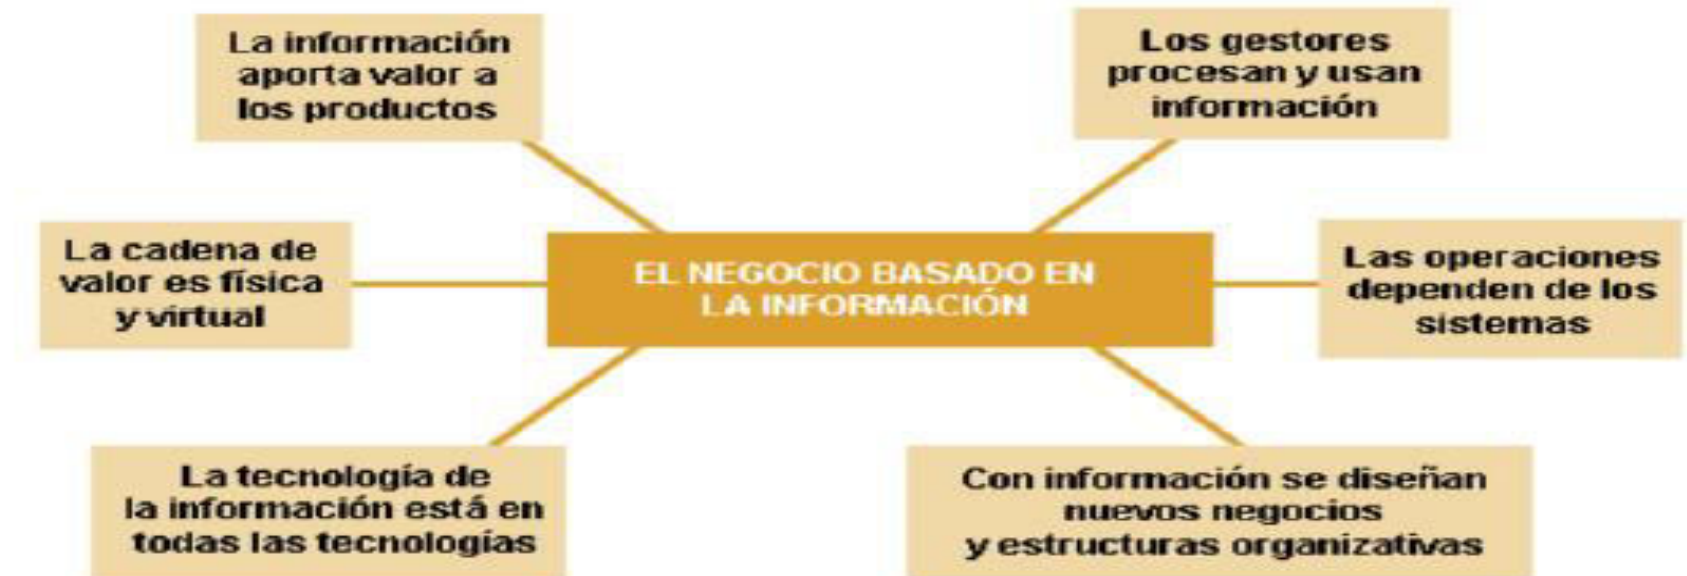 La información
aporta valor a
los productos
Los gestores
procesan y usan
información
La cadena de
valor es física
y virtual
EL NEGOCIO BASADO EN
LA INFORMACIÓN
Las operaciones
dependen de los
sistemas
La tecnología de
la información está en
todas las tecnologías
Con información se diseñan
nuevos negocios
y estructuras organizativas